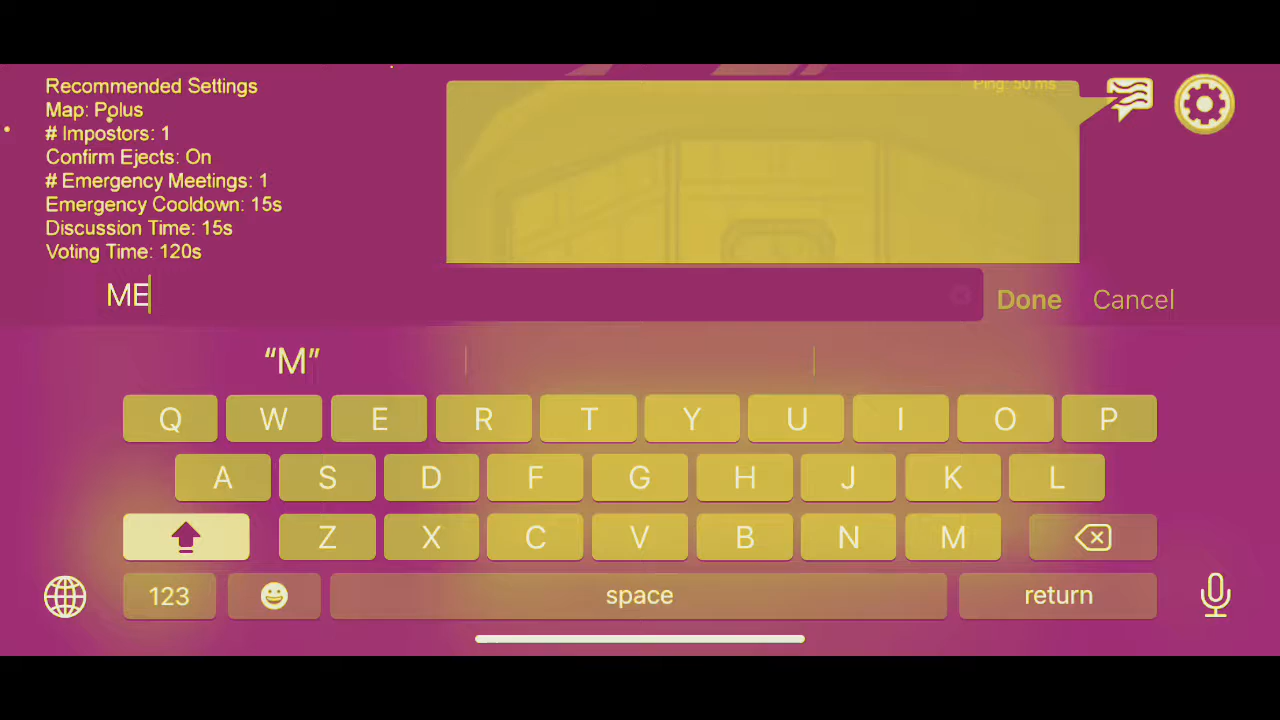 Recommended Settings
Map: Polus
# Impostors: 1
Confirm Ejects: On
# Emergency Meetings: 1
Emergency Cooldown: 15s
Discussion Time: 15s
Voting Time: 120s
Ping: 50 ms
ME
Done
Cancel
“M”
Q W E R T Y U I O P
A S D F G H J K L
Z X C V B N M
123
space
return